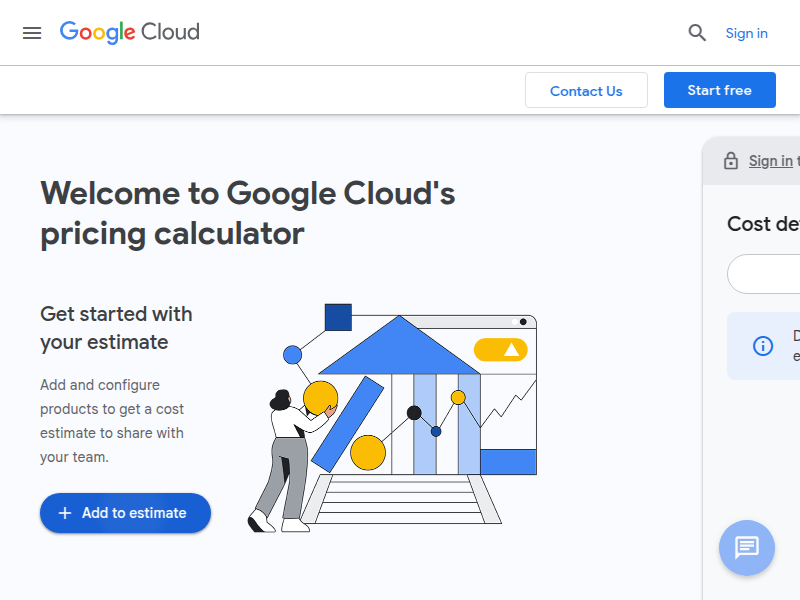 Google Cloud
Sign in
Contact Us
Start free
Welcome to Google Cloud's
pricing calculator
Get started with
your estimate
Add and configure
products to get a cost
estimate to share with
your team.
Add to estimate
Sign in
Cost